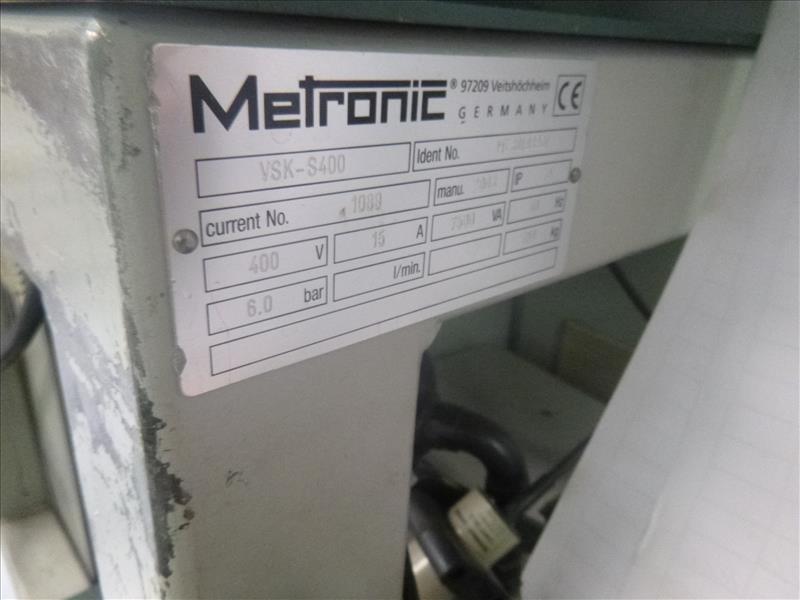 Metronic® 97209 Veitshöchheim CE
GERMANY
VSK-S400 Ident No.
current No. 1080 manu. IP
400 V 15 A VA Hz
6.0 bar l/min. Kg